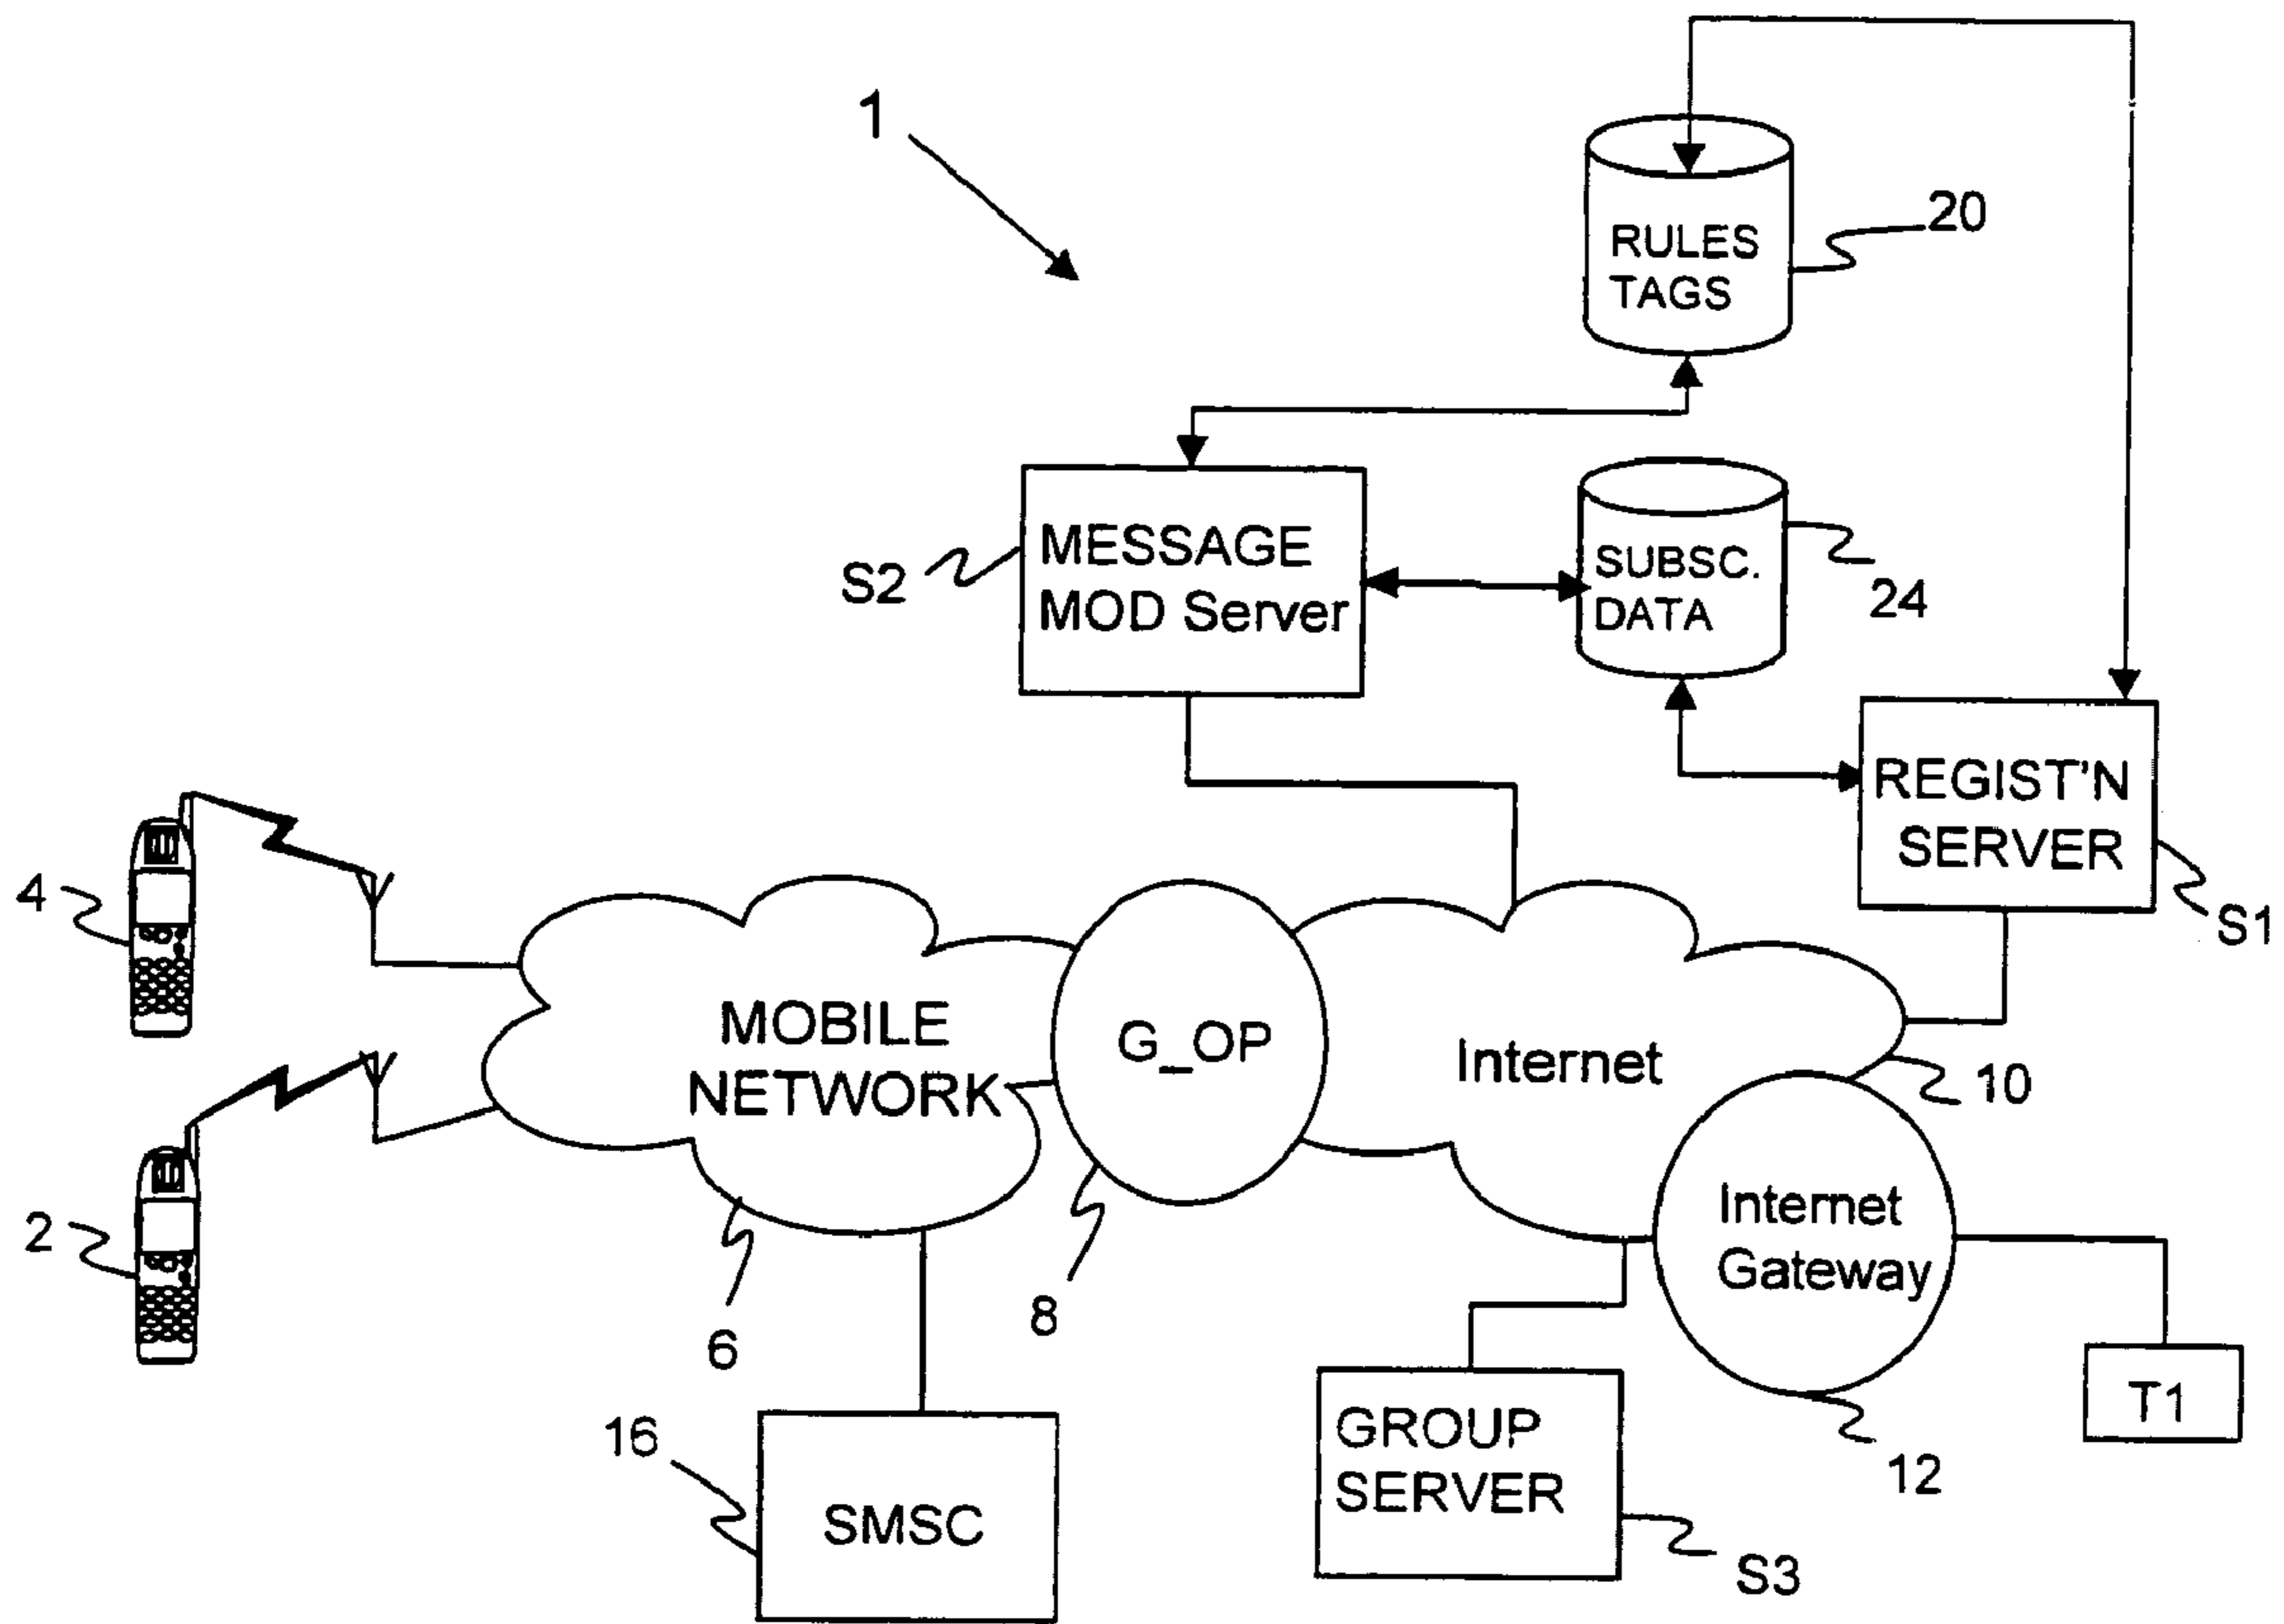 1
RULES
TAGS
20
MESSAGE
MOD Server
S2
SUBSC.
DATA
24
REGIST'N
SERVER
S1
4
MOBILE
NETWORK
G_OP
Internet
10
2
6
8
Internet
Gateway
12
T1
16
SMSC
GROUP
SERVER
S3